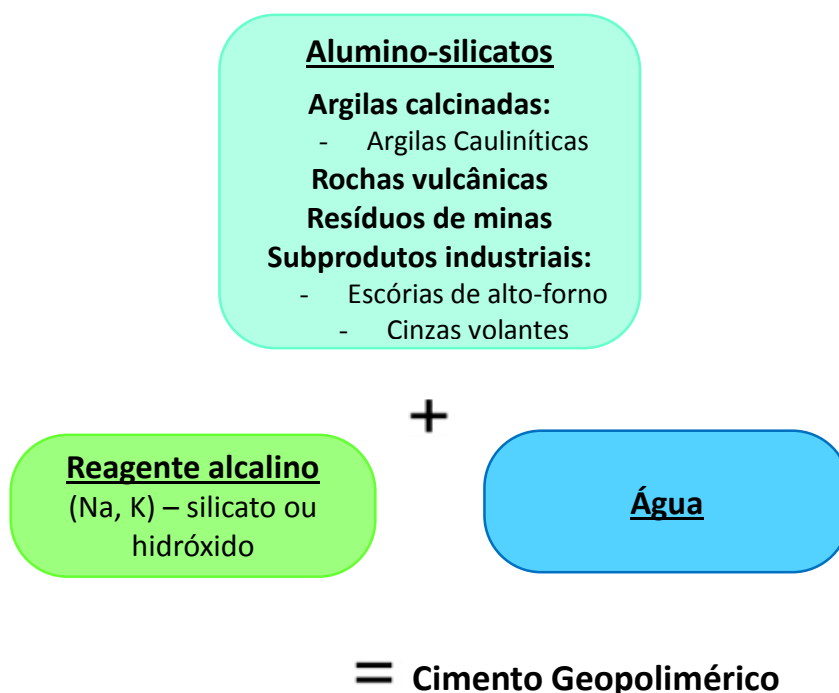 Alumino-silicatos
Argilas calcinadas:
- Argilas Cauliníticas
Rochas vulcânicas
Resíduos de minas
Subprodutos industriais:
- Escórias de alto-forno
- Cinzas volantes
+
Reagente alcalino
(Na, K) – silicato ou
hidróxido
Água
= Cimento Geopolimérico